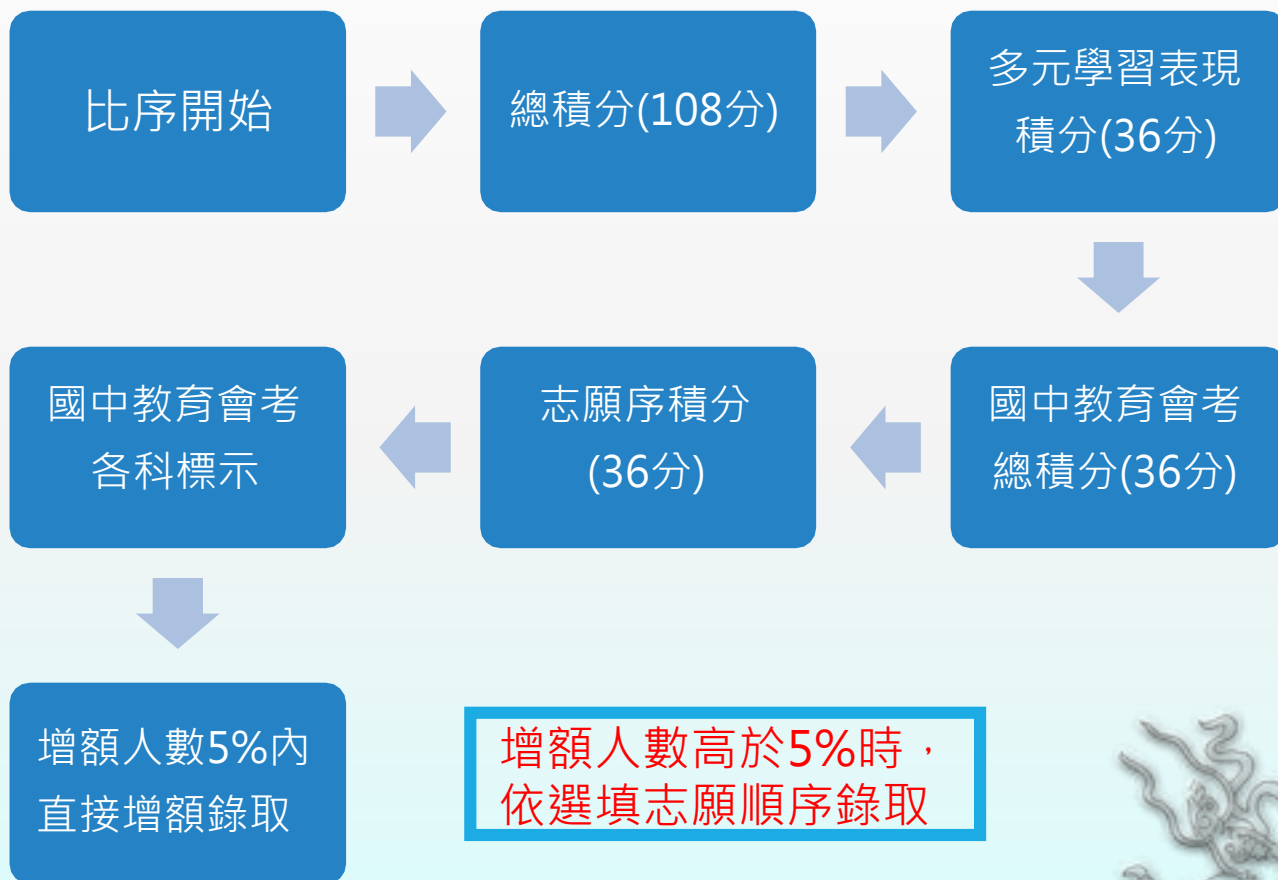 比序開始
總積分(108分)
多元學習表現
積分(36分)
國中教育會考
總積分(36分)
志願序積分
(36分)
國中教育會考
各科標示
增額人數5%內
直接增額錄取
增額人數高於5%時，
依選填志願順序錄取